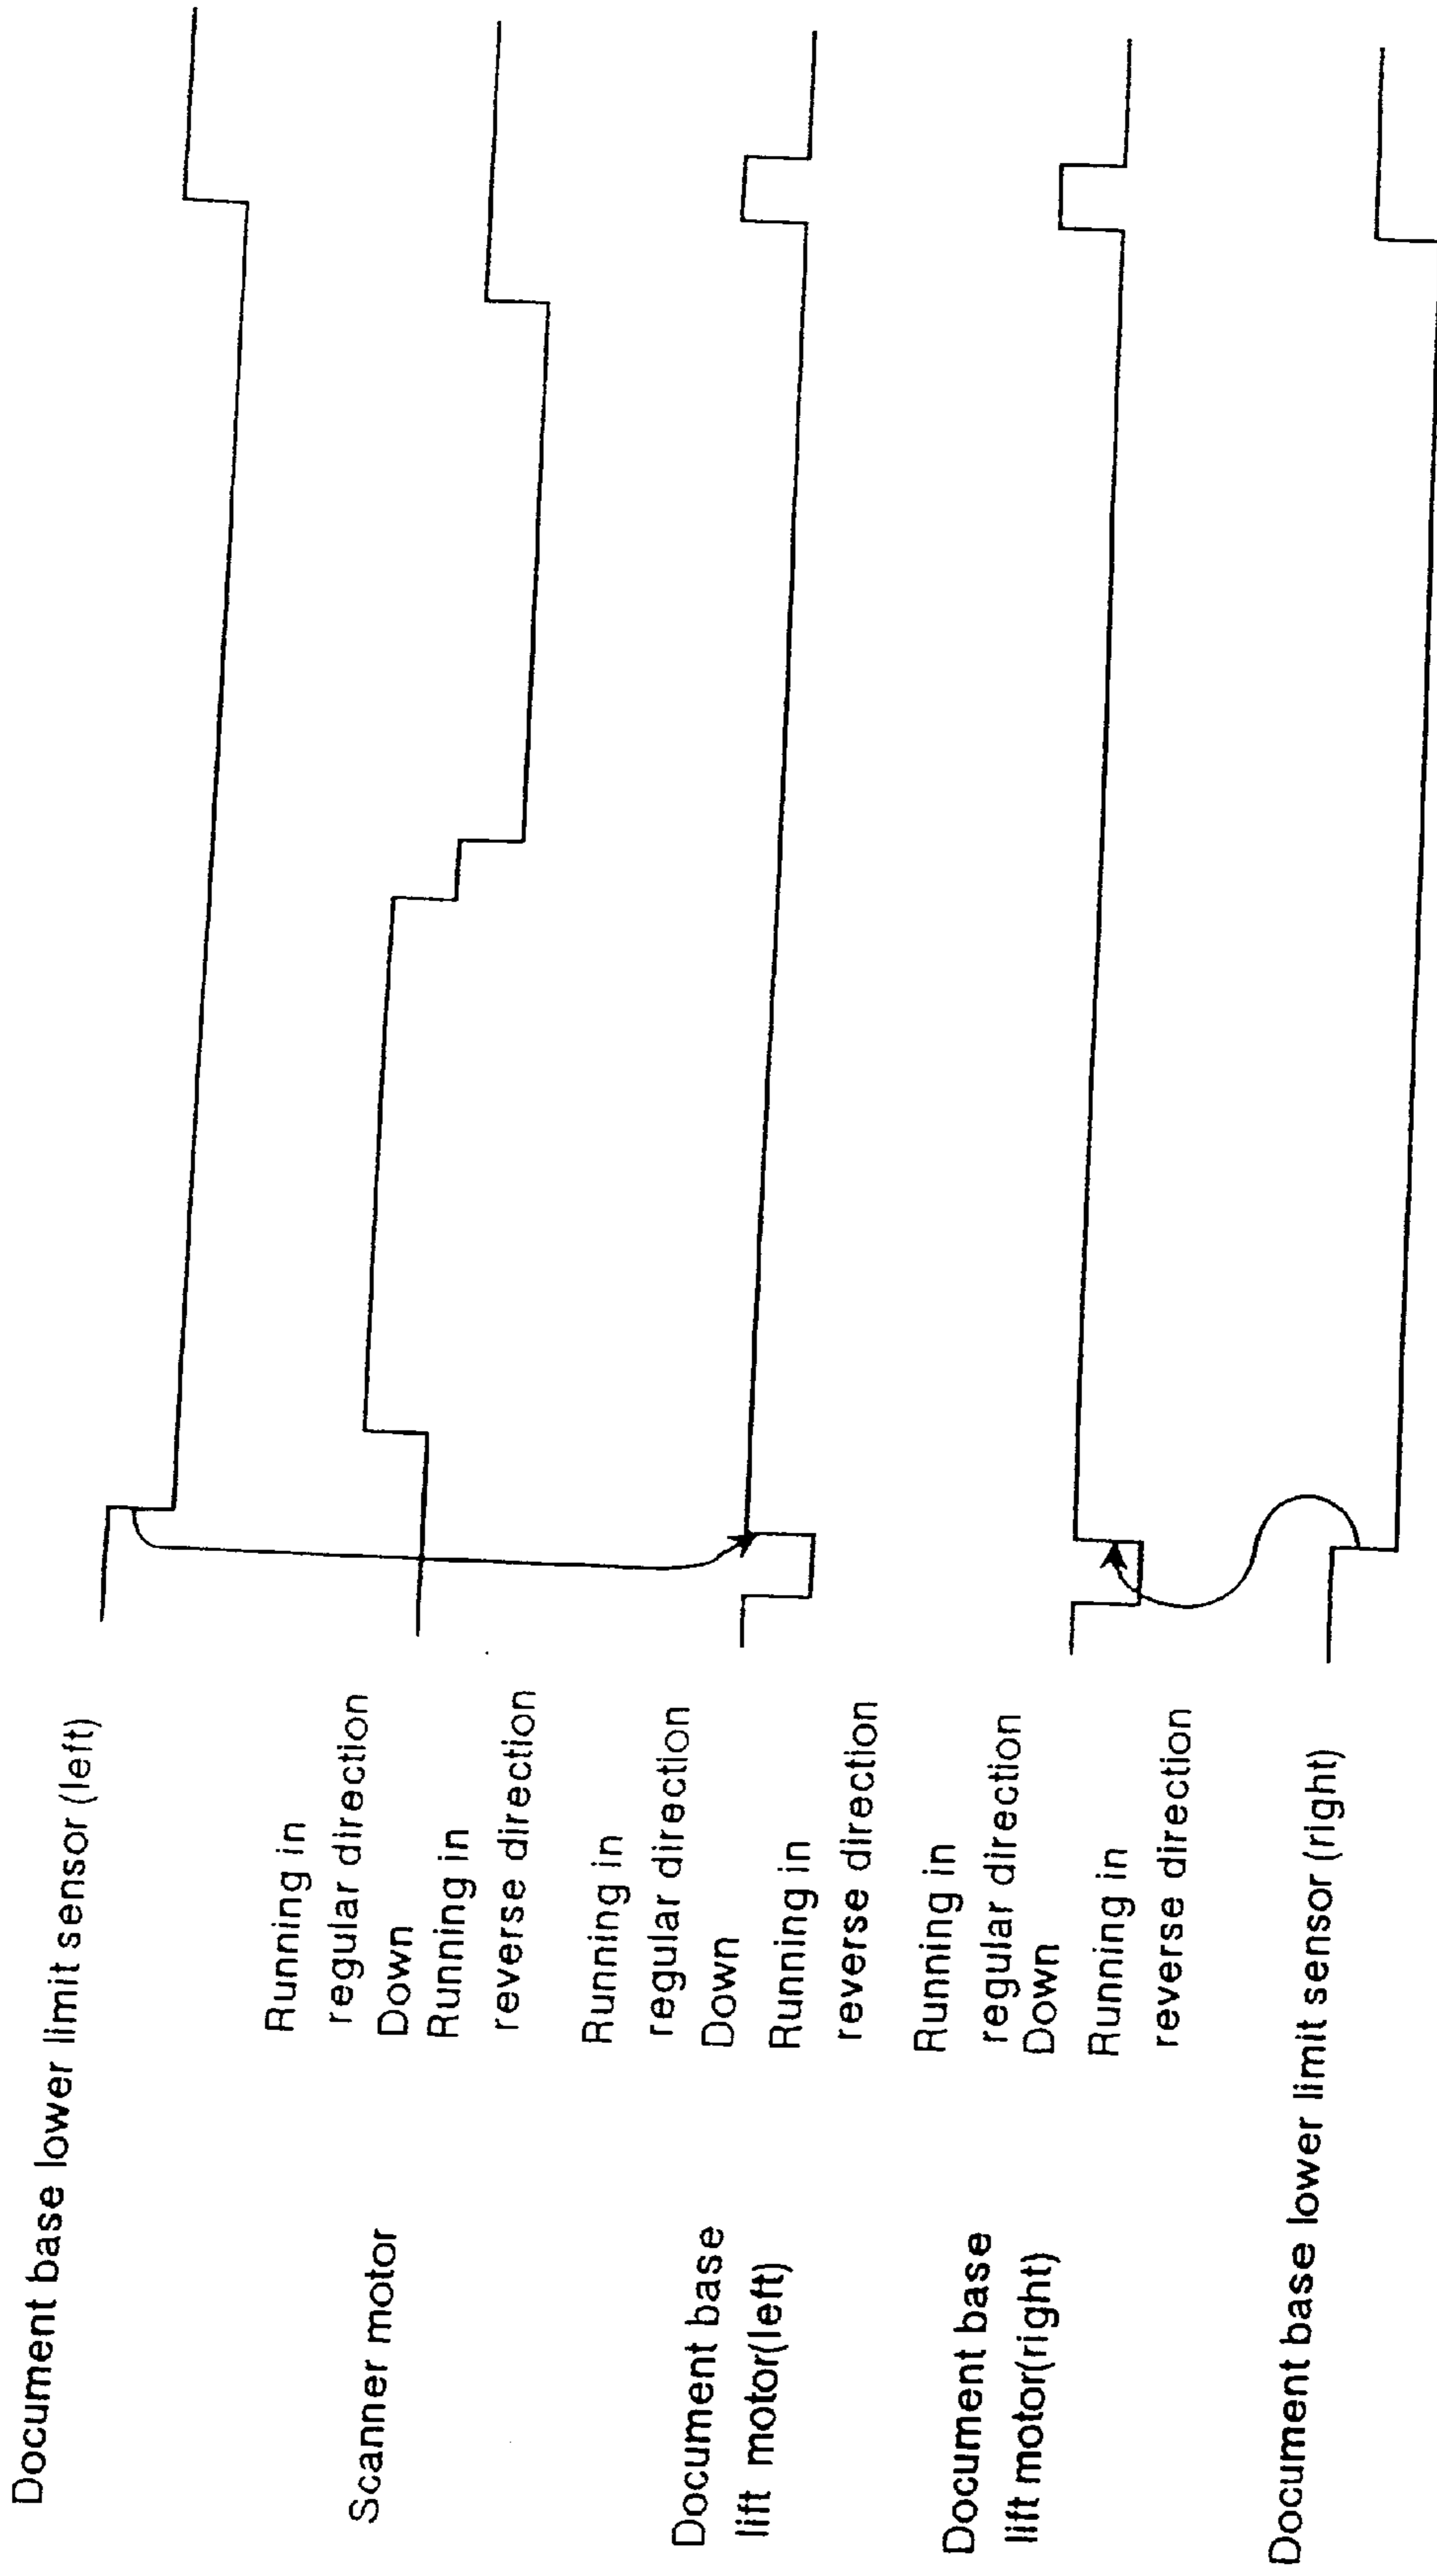 Document base lower limit sensor (left)
Scanner motor
Running in
regular direction
Down
Running in
reverse direction
Document base
lift motor(left)
Running in
regular direction
Down
Running in
reverse direction
Document base
lift motor(right)
Running in
regular direction
Down
Running in
reverse direction
Document base lower limit sensor (right)